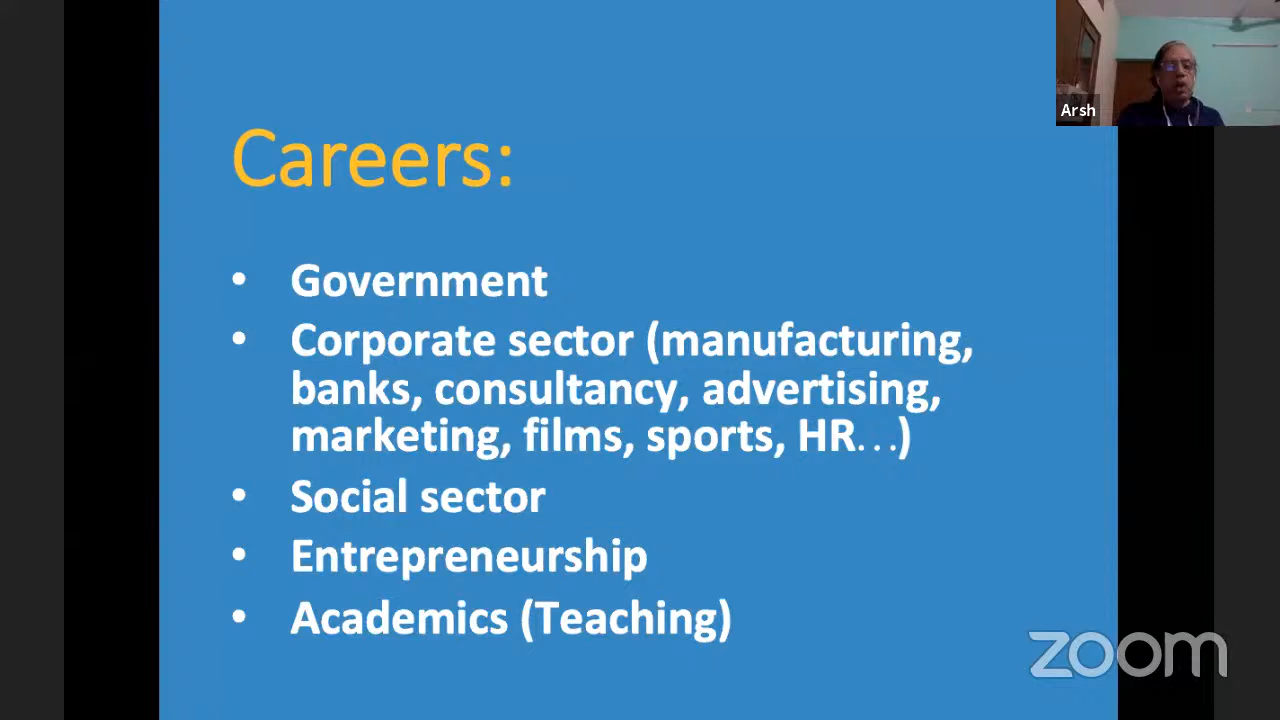 Arsh
Careers:
• Government
• Corporate sector (manufacturing,
banks, consultancy, advertising,
marketing, films, sports, HR...)
• Social sector
• Entrepreneurship
• Academics (Teaching)
zoom